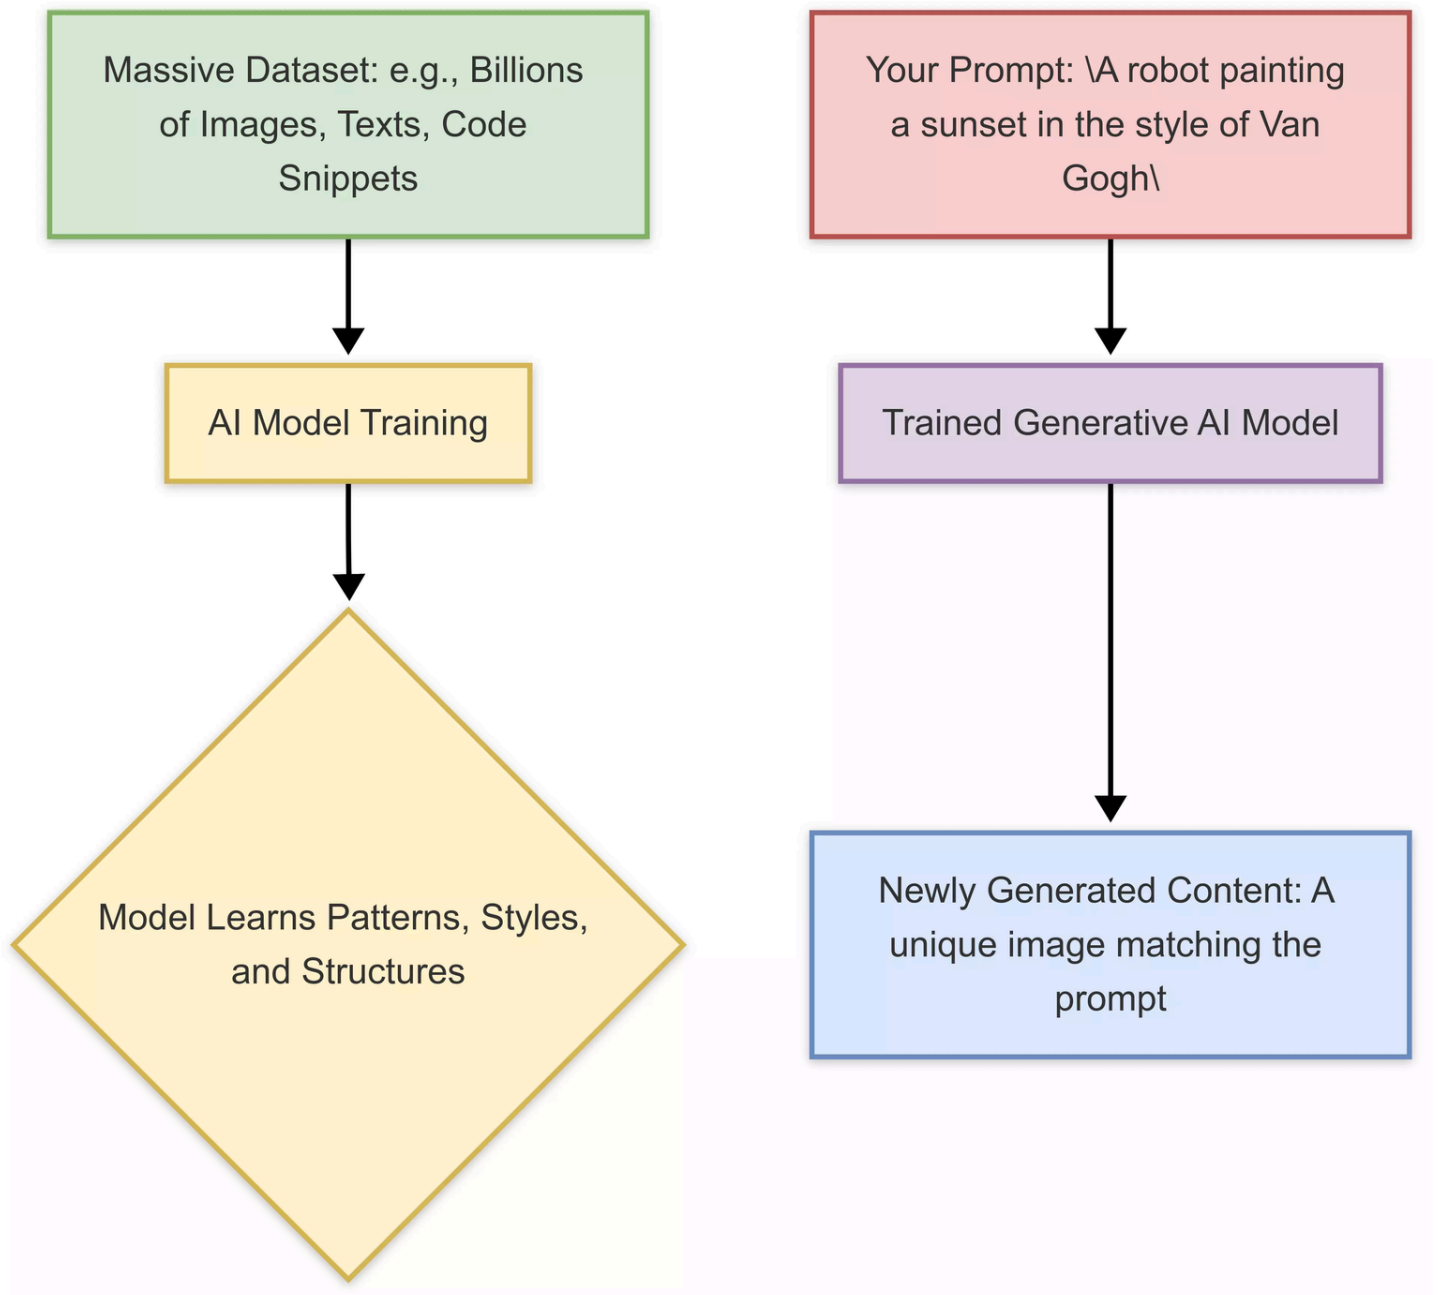 Massive Dataset: e.g., Billions
of Images, Texts, Code
Snippets
AI Model Training
Model Learns Patterns, Styles,
and Structures
Your Prompt: \A robot painting
a sunset in the style of Van
Gogh\
Trained Generative AI Model
Newly Generated Content: A
unique image matching the
prompt